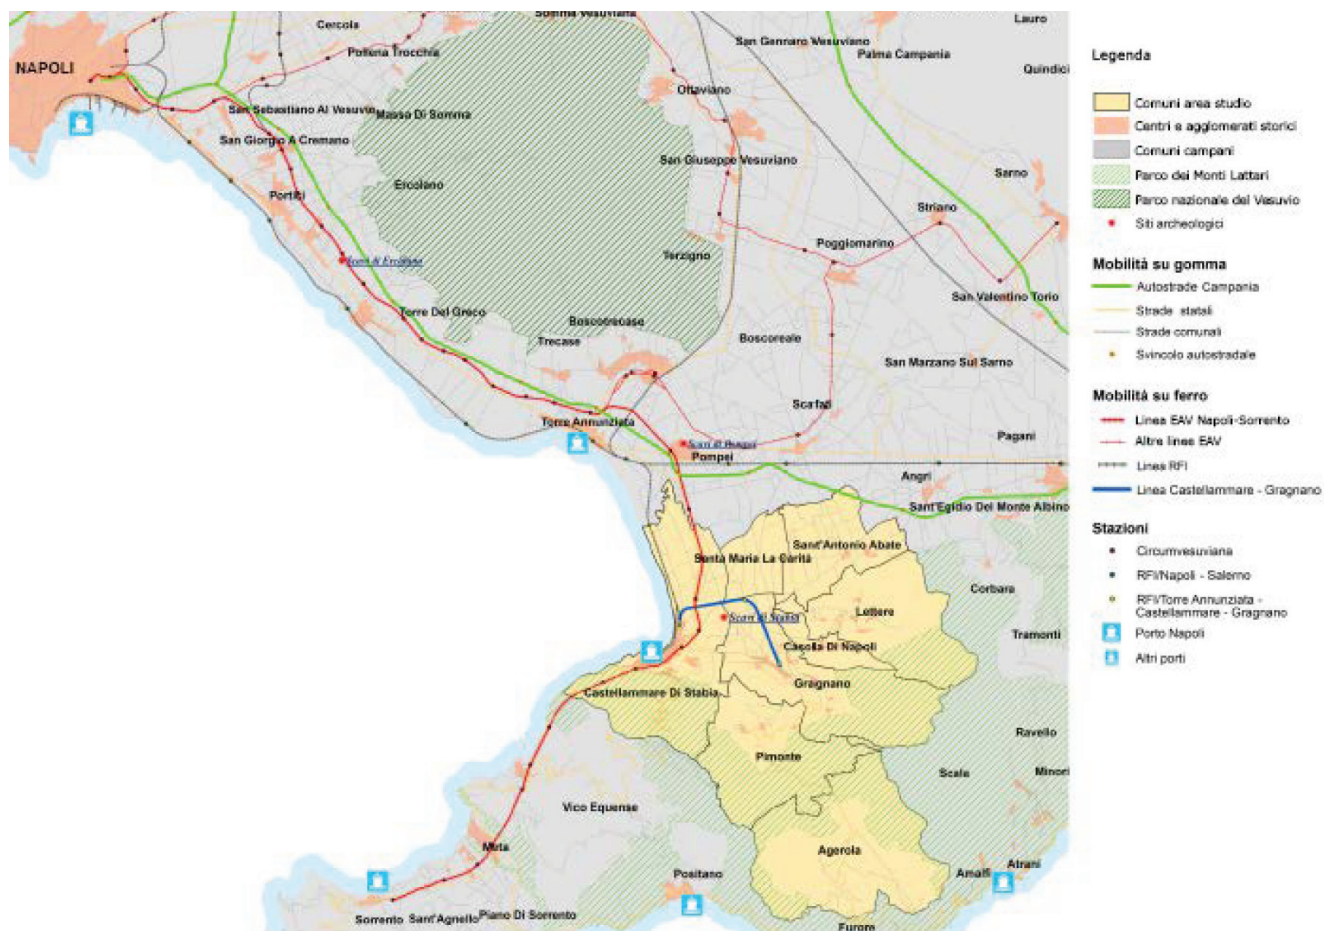 Cercola
Somma Vesuviana
Lauro
San Gennaro Vesuviano
Pollena Trocchia
Palma Campania
Quindici
NAPOLI
Ottaviano
San Sebastiano Al Vesuvio
Massa Di Somma
San Giorgio A Cremano
San Giuseppe Vesuviano
Sarno
Ercolano
Portici
Striano
Poggiomarino
Terzigno
Scavi di Ercolano
San Valentino Torio
Torre Del Greco
Boscotrecase
Trecase
Boscoreale
San Marzano Sul Sarno
Scafati
Torre Annunziata
Scavi di Pompei
Pagani
Pompei
Angri
Sant'Egidio Del Monte Albino
Sant'Antonio Abate
Santa Maria La Carità
Corbara
Lettere
Scavi di Stabia
Tramonti
Casola Di Napoli
Gragnano
Castellammare Di Stabia
Ravello
Pimonte
Scala
Minori
Vico Equense
Meta
Agerola
Atrani
Positano
Amalfi
Sorrento
Sant'Agnello
Piano Di Sorrento
Furore
Legenda
Comuni area studio
Centri e agglomerati storici
Comuni campani
Parco dei Monti Lattari
Parco nazionale del Vesuvio
Siti archeologici
Mobilità su gomma
Autostrade Campania
Strade statali
Strade comunali
Svincolo autostradale
Mobilità su ferro
Linea EAV Napoli-Sorrento
Altre linee EAV
Linea RFI
Linea Castellammare - Gragnano
Stazioni
Circumvesuviana
RFI/Napoli - Salerno
RFI/Torre Annunziata -
Castellammare - Gragnano
Porto Napoli
Altri porti